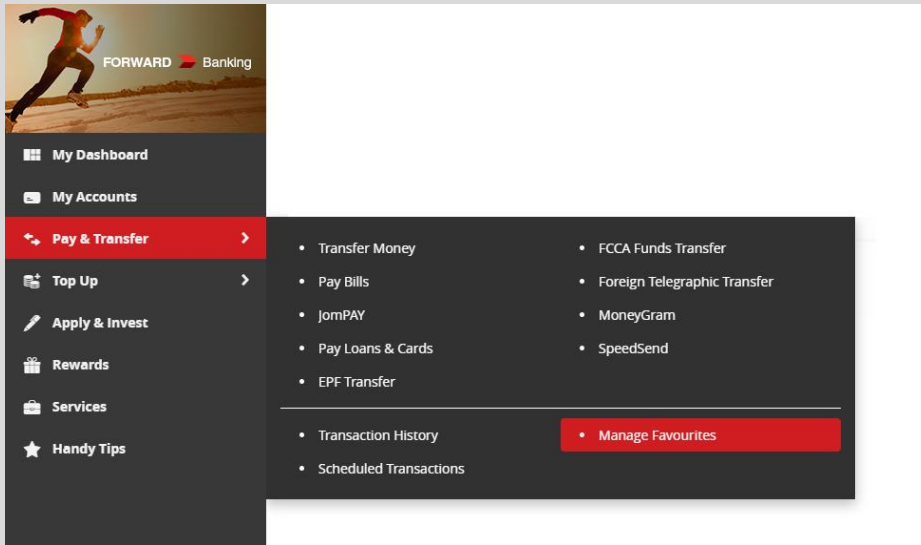 FORWARD Banking
My Dashboard
My Accounts
Pay & Transfer
Top Up
Apply & Invest
Rewards
Services
Handy Tips
Transfer Money
Pay Bills
JomPAY
Pay Loans & Cards
EPF Transfer
FCCA Funds Transfer
Foreign Telegraphic Transfer
MoneyGram
SpeedSend
Transaction History
Scheduled Transactions
Manage Favourites